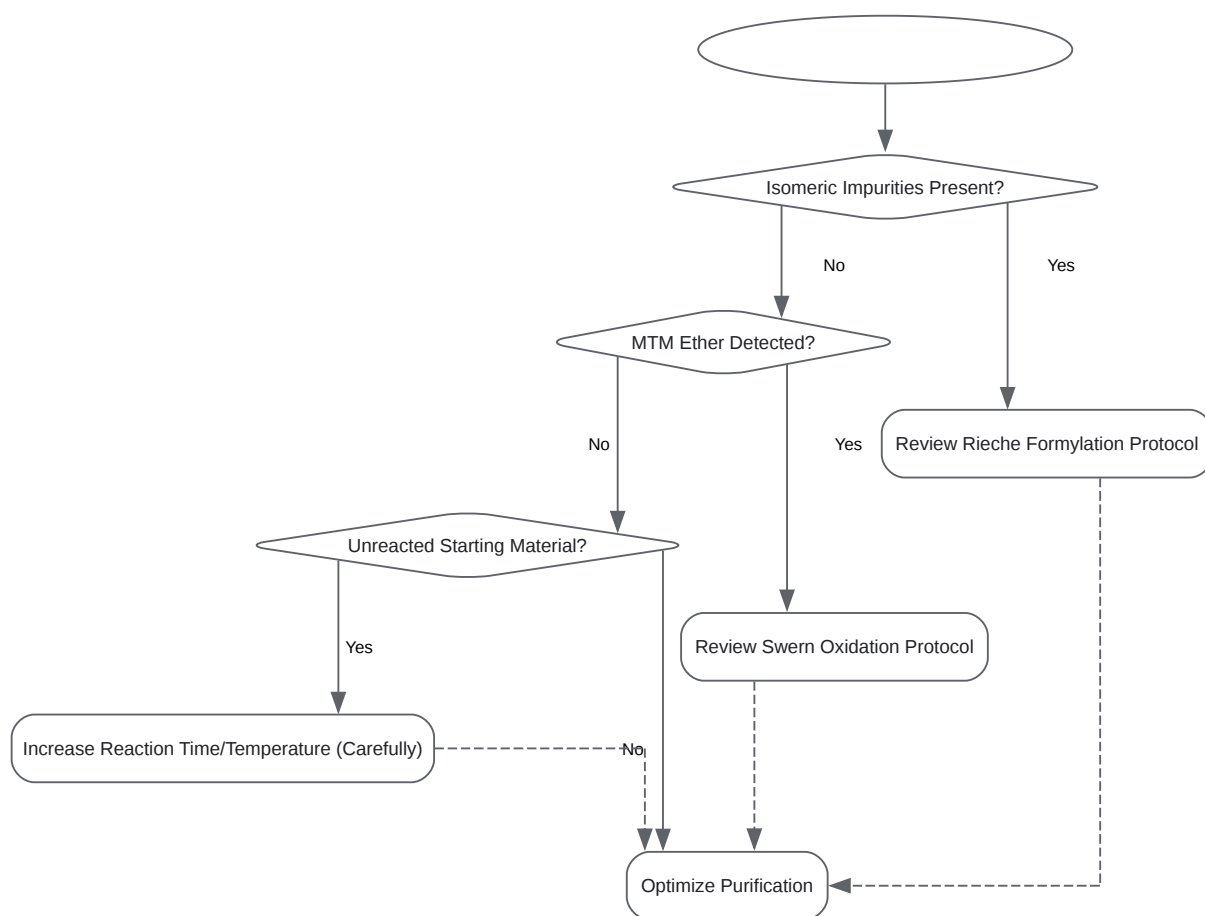 Isomeric Impurities Present?
No
Yes
MTM Ether Detected?
No
Yes
Review Rieche Formylation Protocol
Unreacted Starting Material?
Yes
Review Swern Oxidation Protocol
Increase Reaction Time/Temperature (Carefully)
No
Optimize Purification